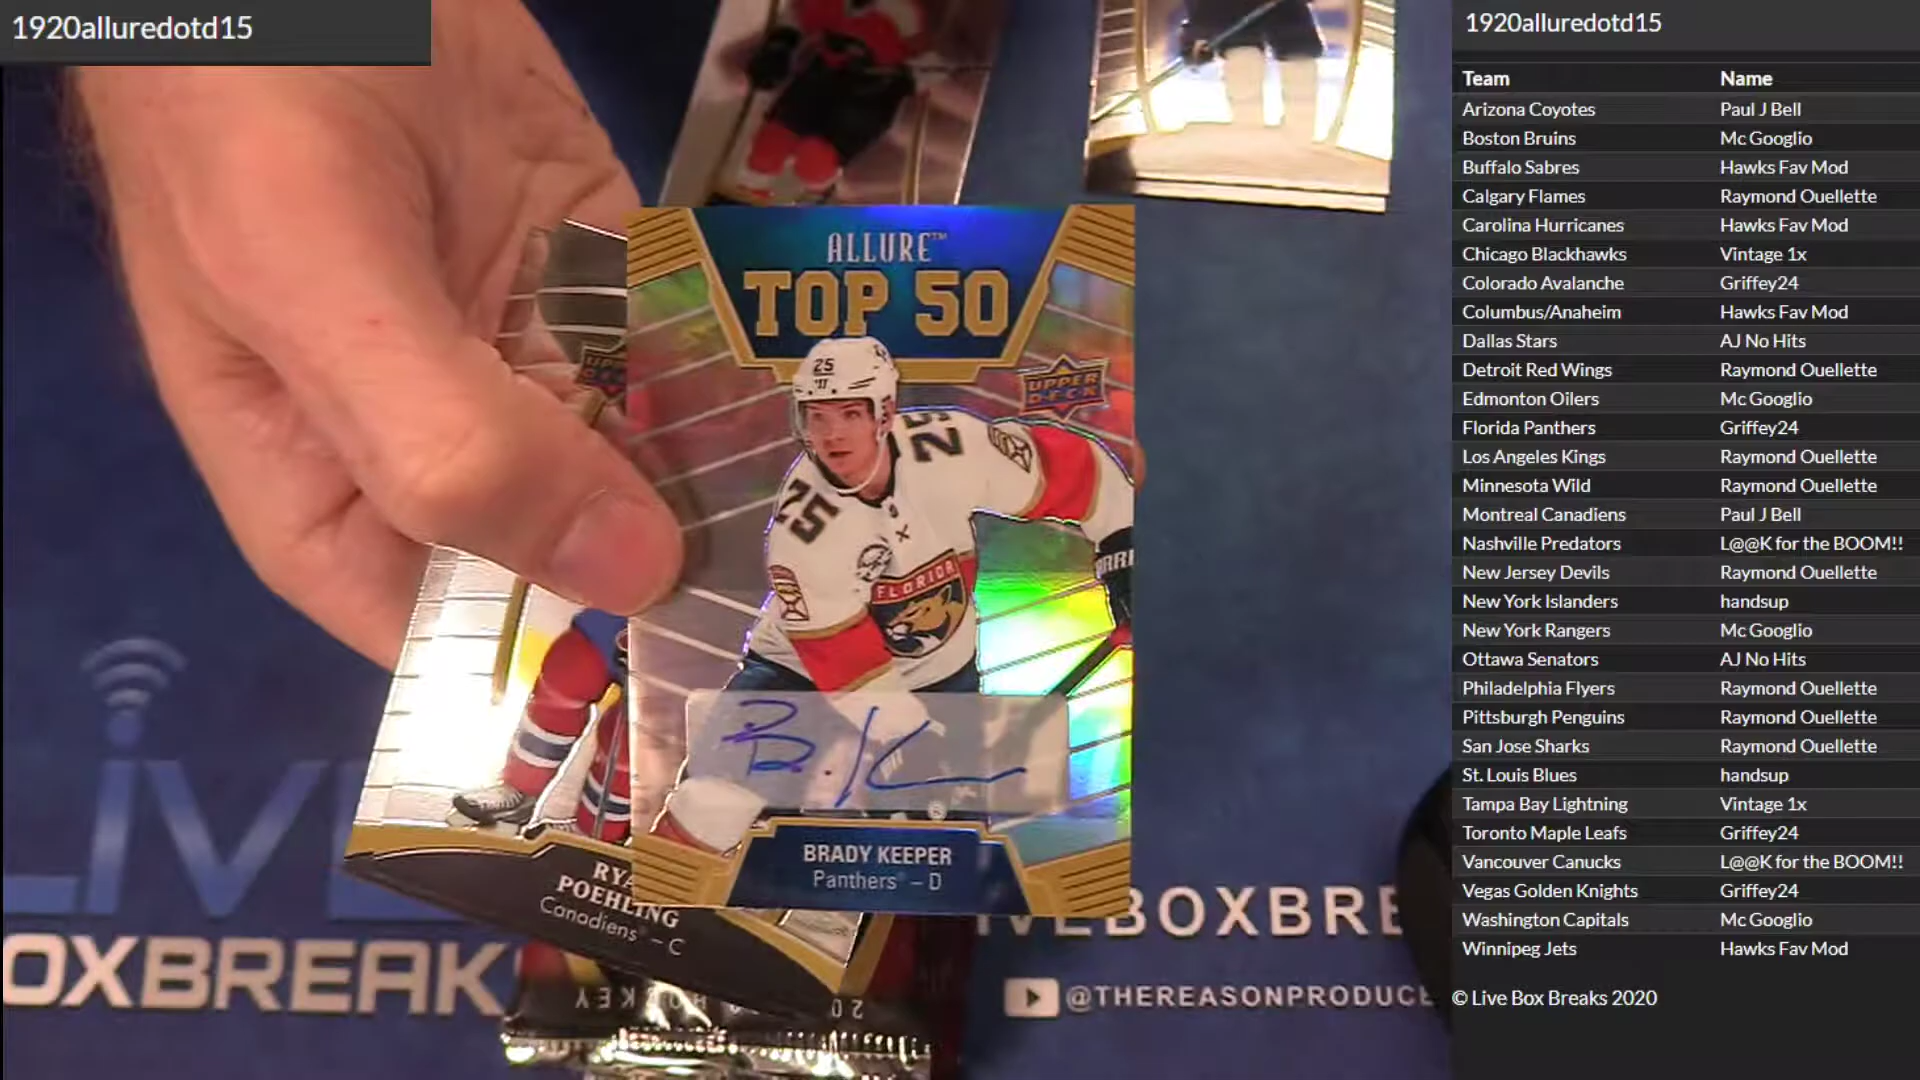 1920alluredotd15
ALLURE™
TOP 50
UPPER
DECK
25
25
25
FLORIDA
B. K
BRADY KEEPER
Panthers® – D
RYA
POEHLING
Canadiens® – C
LIV
OXBREAK
IVEBOXBRE
@THEREASONPRODUCE
20
1920alluredotd15
Team Name
Arizona Coyotes Paul J Bell
Boston Bruins Mc Googlio
Buffalo Sabres Hawks Fav Mod
Calgary Flames Raymond Ouellette
Carolina Hurricanes Hawks Fav Mod
Chicago Blackhawks Vintage 1x
Colorado Avalanche Griffey24
Columbus/Anaheim Hawks Fav Mod
Dallas Stars AJ No Hits
Detroit Red Wings Raymond Ouellette
Edmonton Oilers Mc Googlio
Florida Panthers Griffey24
Los Angeles Kings Raymond Ouellette
Minnesota Wild Raymond Ouellette
Montreal Canadiens Paul J Bell
Nashville Predators L@@K for the BOOM!!
New Jersey Devils Raymond Ouellette
New York Islanders handsup
New York Rangers Mc Googlio
Ottawa Senators AJ No Hits
Philadelphia Flyers Raymond Ouellette
Pittsburgh Penguins Raymond Ouellette
San Jose Sharks Raymond Ouellette
St. Louis Blues handsup
Tampa Bay Lightning Vintage 1x
Toronto Maple Leafs Griffey24
Vancouver Canucks L@@K for the BOOM!!
Vegas Golden Knights Griffey24
Washington Capitals Mc Googlio
Winnipeg Jets Hawks Fav Mod
© Live Box Breaks 2020